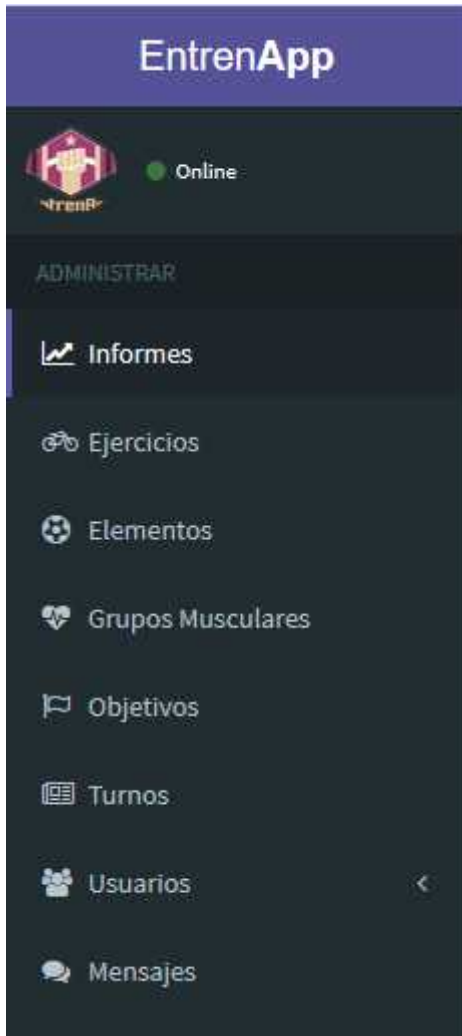 EntrenApp
Online
ADMINISTRAR
Informes
Ejercicios
Elementos
Grupos Musculares
Objetivos
Turnos
Usuarios
Mensajes